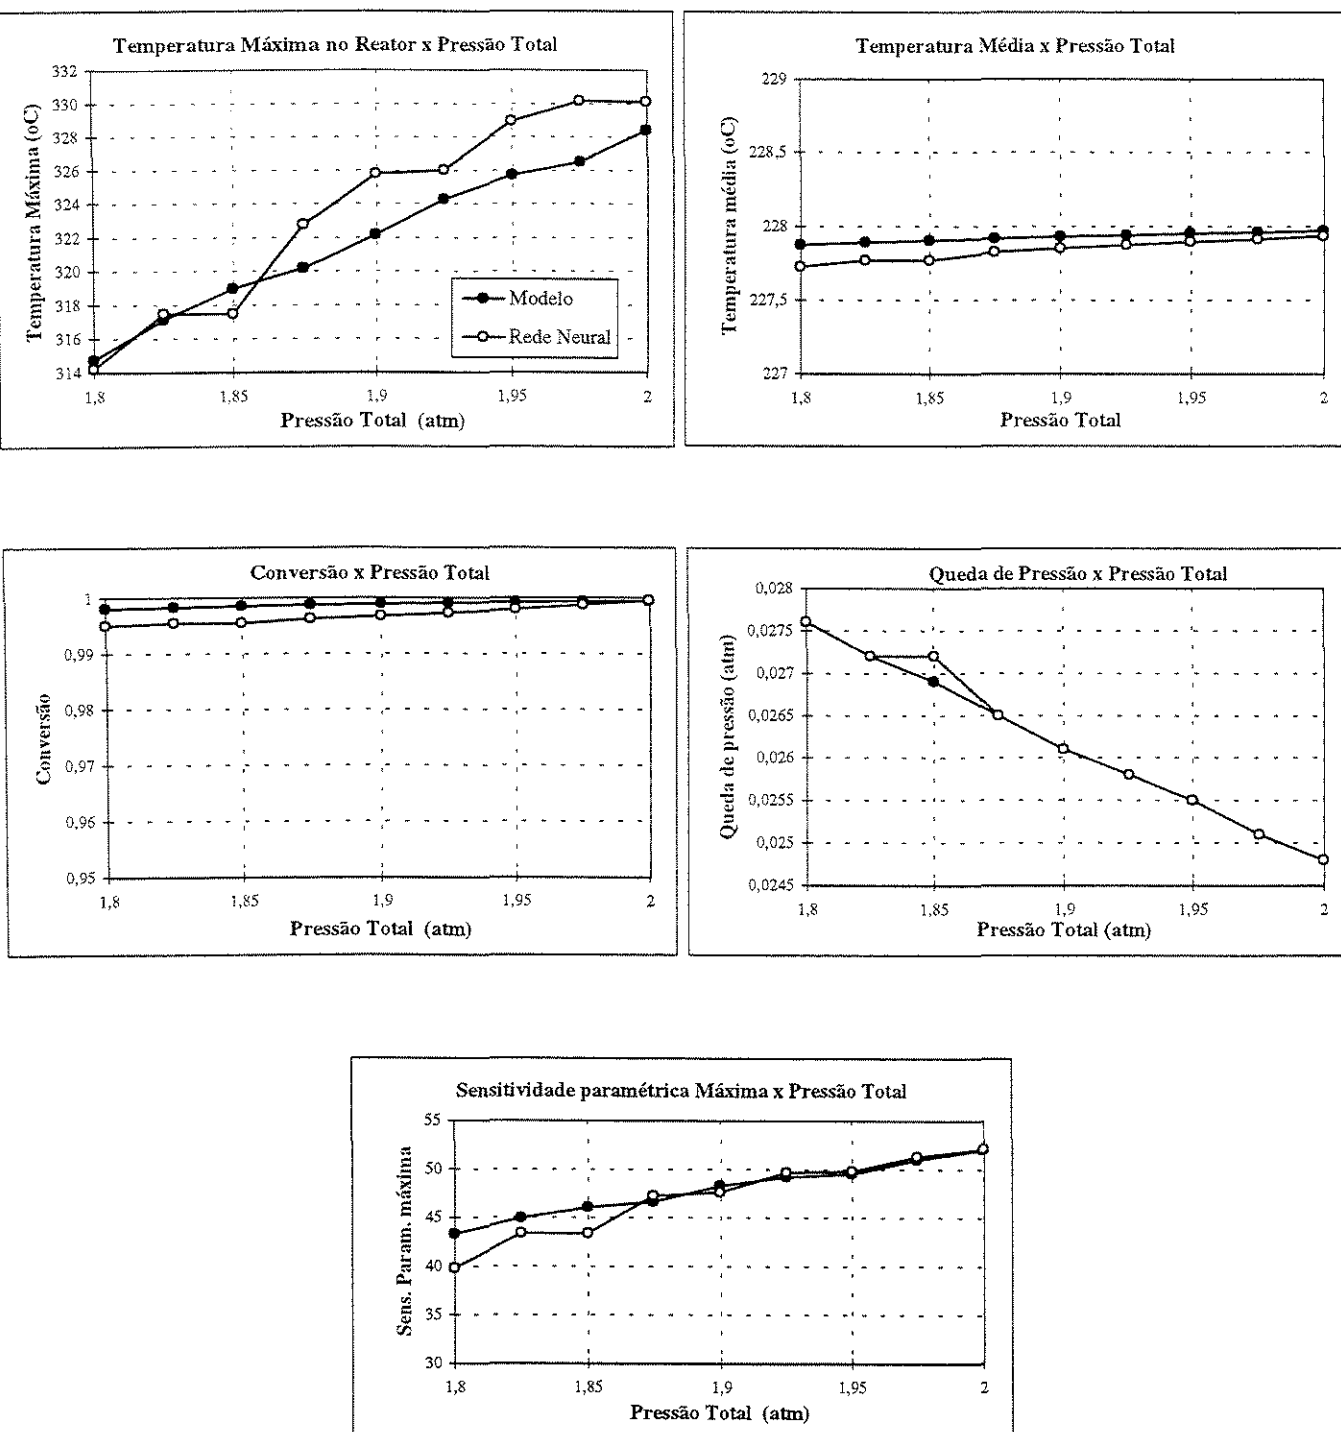 Temperatura Máxima no Reator x Pressão Total
332
330
328
326
324
322
320
318
316
314
Temperatura Máxima (oC)
Modelo
Rede Neural
1,8 1,85 1,9 1,95 2
Pressão Total (atm)
Temperatura Média x Pressão Total
229
228,5
228
227,5
227
Temperatura média (oC)
1,8 1,85 1,9 1,95 2
Pressão Total
Conversão x Pressão Total
1
0,99
0,98
0,97
0,96
0,95
Conversão
1,8 1,85 1,9 1,95 2
Pressão Total (atm)
Queda de Pressão x Pressão Total
0,028
0,0275
0,027
0,0265
0,026
0,0255
0,025
0,0245
Queda de pressão (atm)
1,8 1,85 1,9 1,95 2
Pressão Total (atm)
Sensitividade paramétrica Máxima x Pressão Total
55
50
45
40
35
30
Sens. Param. máxima
1,8 1,85 1,9 1,95 2
Pressão Total (atm)